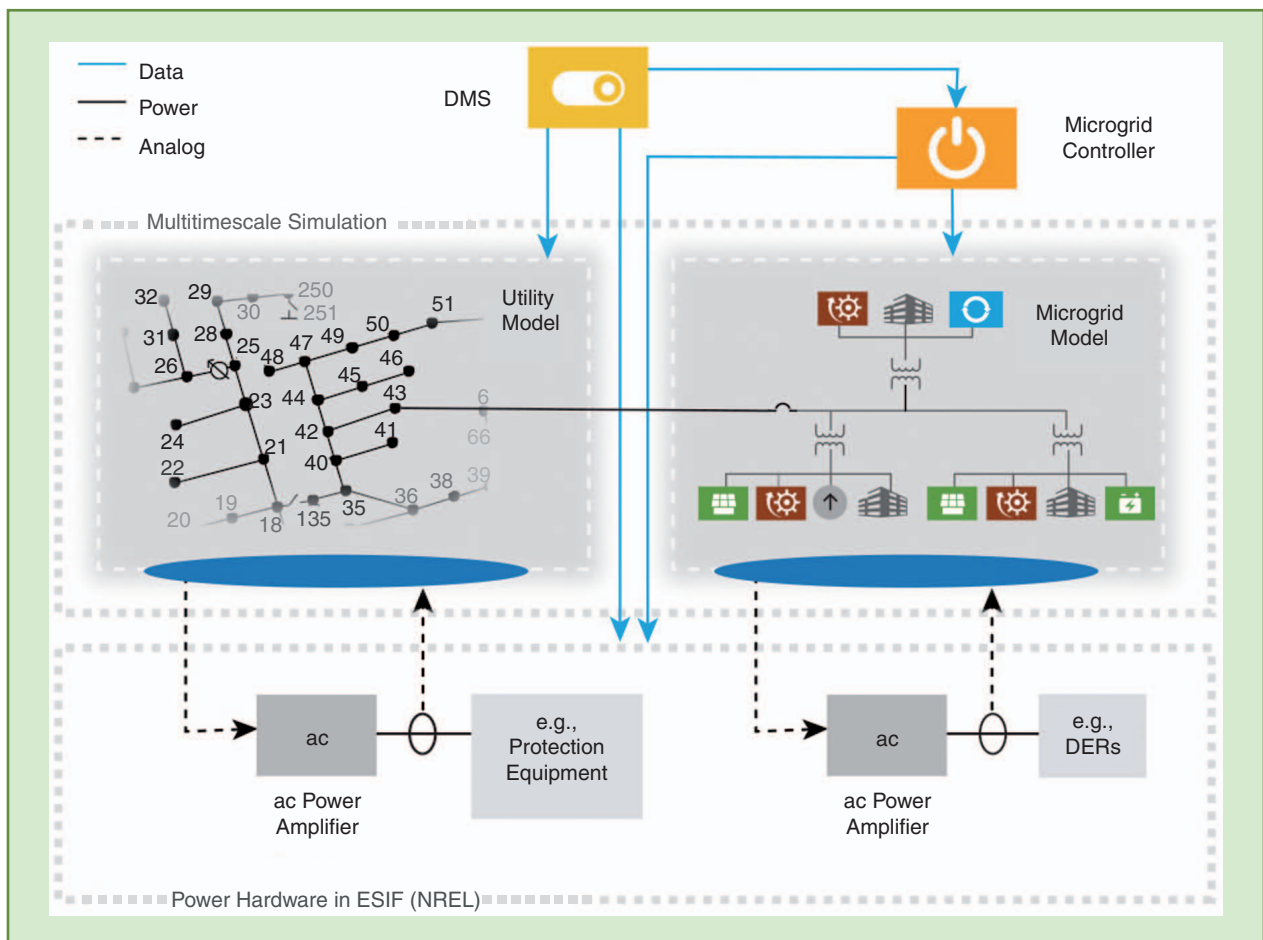 Data
Power
Analog
DMS
Microgrid
Controller
Multitimescale Simulation
Utility
Model
32
29
30
250
251
31
28
25
26
23
24
21
22
20
19
18
135
35
36
38
39
51
50
49
47
48
46
45
44
43
42
41
40
6
66
Microgrid
Model
ac
ac Power
Amplifier
e.g.,
Protection
Equipment
ac
ac Power
Amplifier
e.g.,
DERs
Power Hardware in ESIF (NREL)